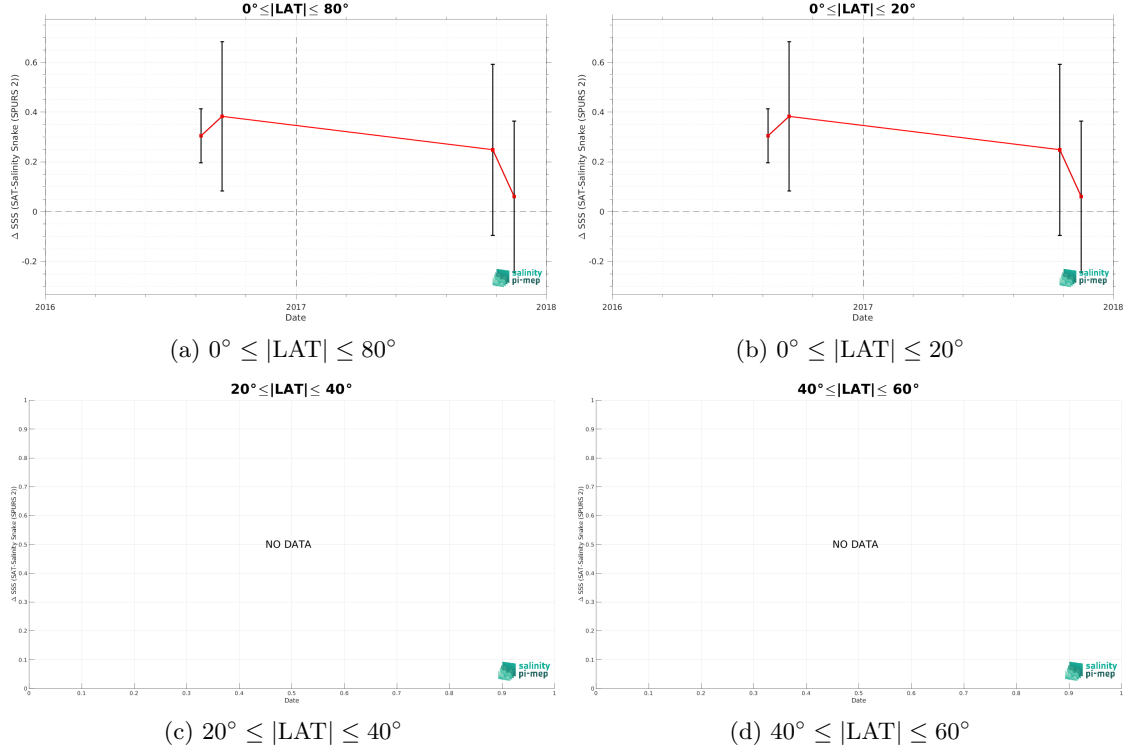 0°≤|LAT|≤ 80°
Δ SSS (SAT-Salinity Snake (SPURS 2))
0.6
0.4
0.2
0
-0.2
2016
2017
2018
Date
salinity
pi-mep
(a) 0° ≤ |LAT| ≤ 80°
0°≤|LAT|≤ 20°
Δ SSS (SAT-Salinity Snake (SPURS 2))
0.6
0.4
0.2
0
-0.2
2016
2017
2018
Date
salinity
pi-mep
(b) 0° ≤ |LAT| ≤ 20°
20°≤|LAT|≤ 40°
Δ SSS (SAT-Salinity Snake (SPURS 2))
1
0.9
0.8
0.7
0.6
0.5
0.4
0.3
0.2
0.1
0
NO DATA
0 0.1 0.2 0.3 0.4 0.5 0.6 0.7 0.8 0.9 1
Date
salinity
pi-mep
(c) 20° ≤ |LAT| ≤ 40°
40°≤|LAT|≤ 60°
Δ SSS (SAT-Salinity Snake (SPURS 2))
1
0.9
0.8
0.7
0.6
0.5
0.4
0.3
0.2
0.1
0
NO DATA
0 0.1 0.2 0.3 0.4 0.5 0.6 0.7 0.8 0.9 1
Date
salinity
pi-mep
(d) 40° ≤ |LAT| ≤ 60°